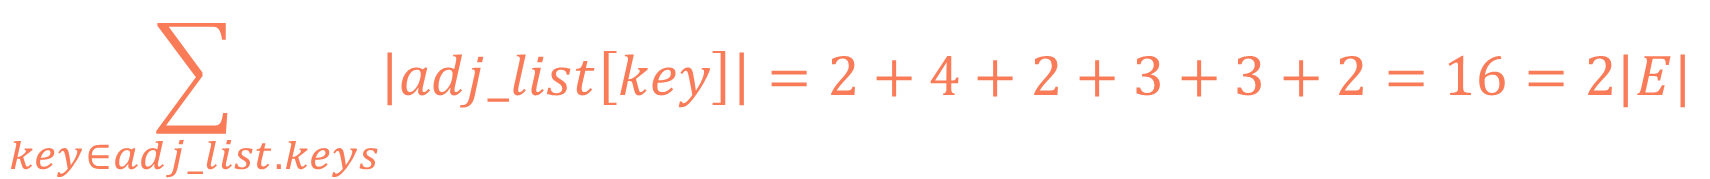 ∑ |adj_list[key]| = 2 + 4 + 2 + 3 + 3 + 2 = 16 = 2|E|
key∈adj_list.keys